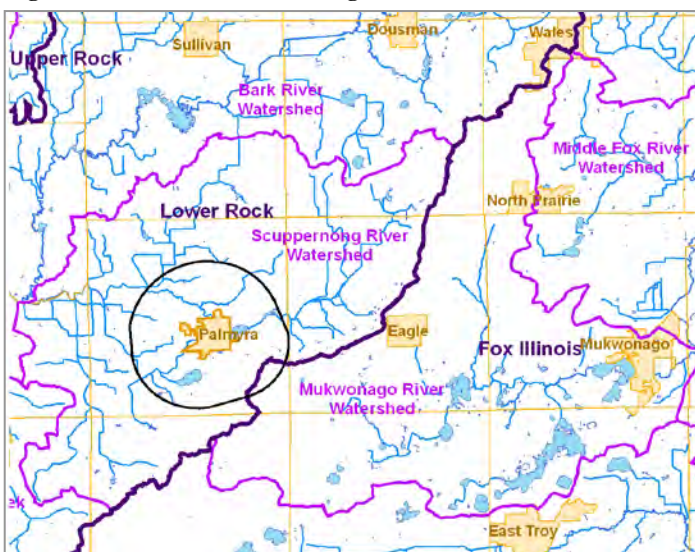 Sullivan
Dousman
Wales
Upper Rock
Bark River
Watershed
Middle Fox River
Watershed
North Prairie
Lower Rock
Scuppernong River
Watershed
Palmyra
Eagle
Fox Illinois
Mukwonago
Mukwonago River
Watershed
East Troy